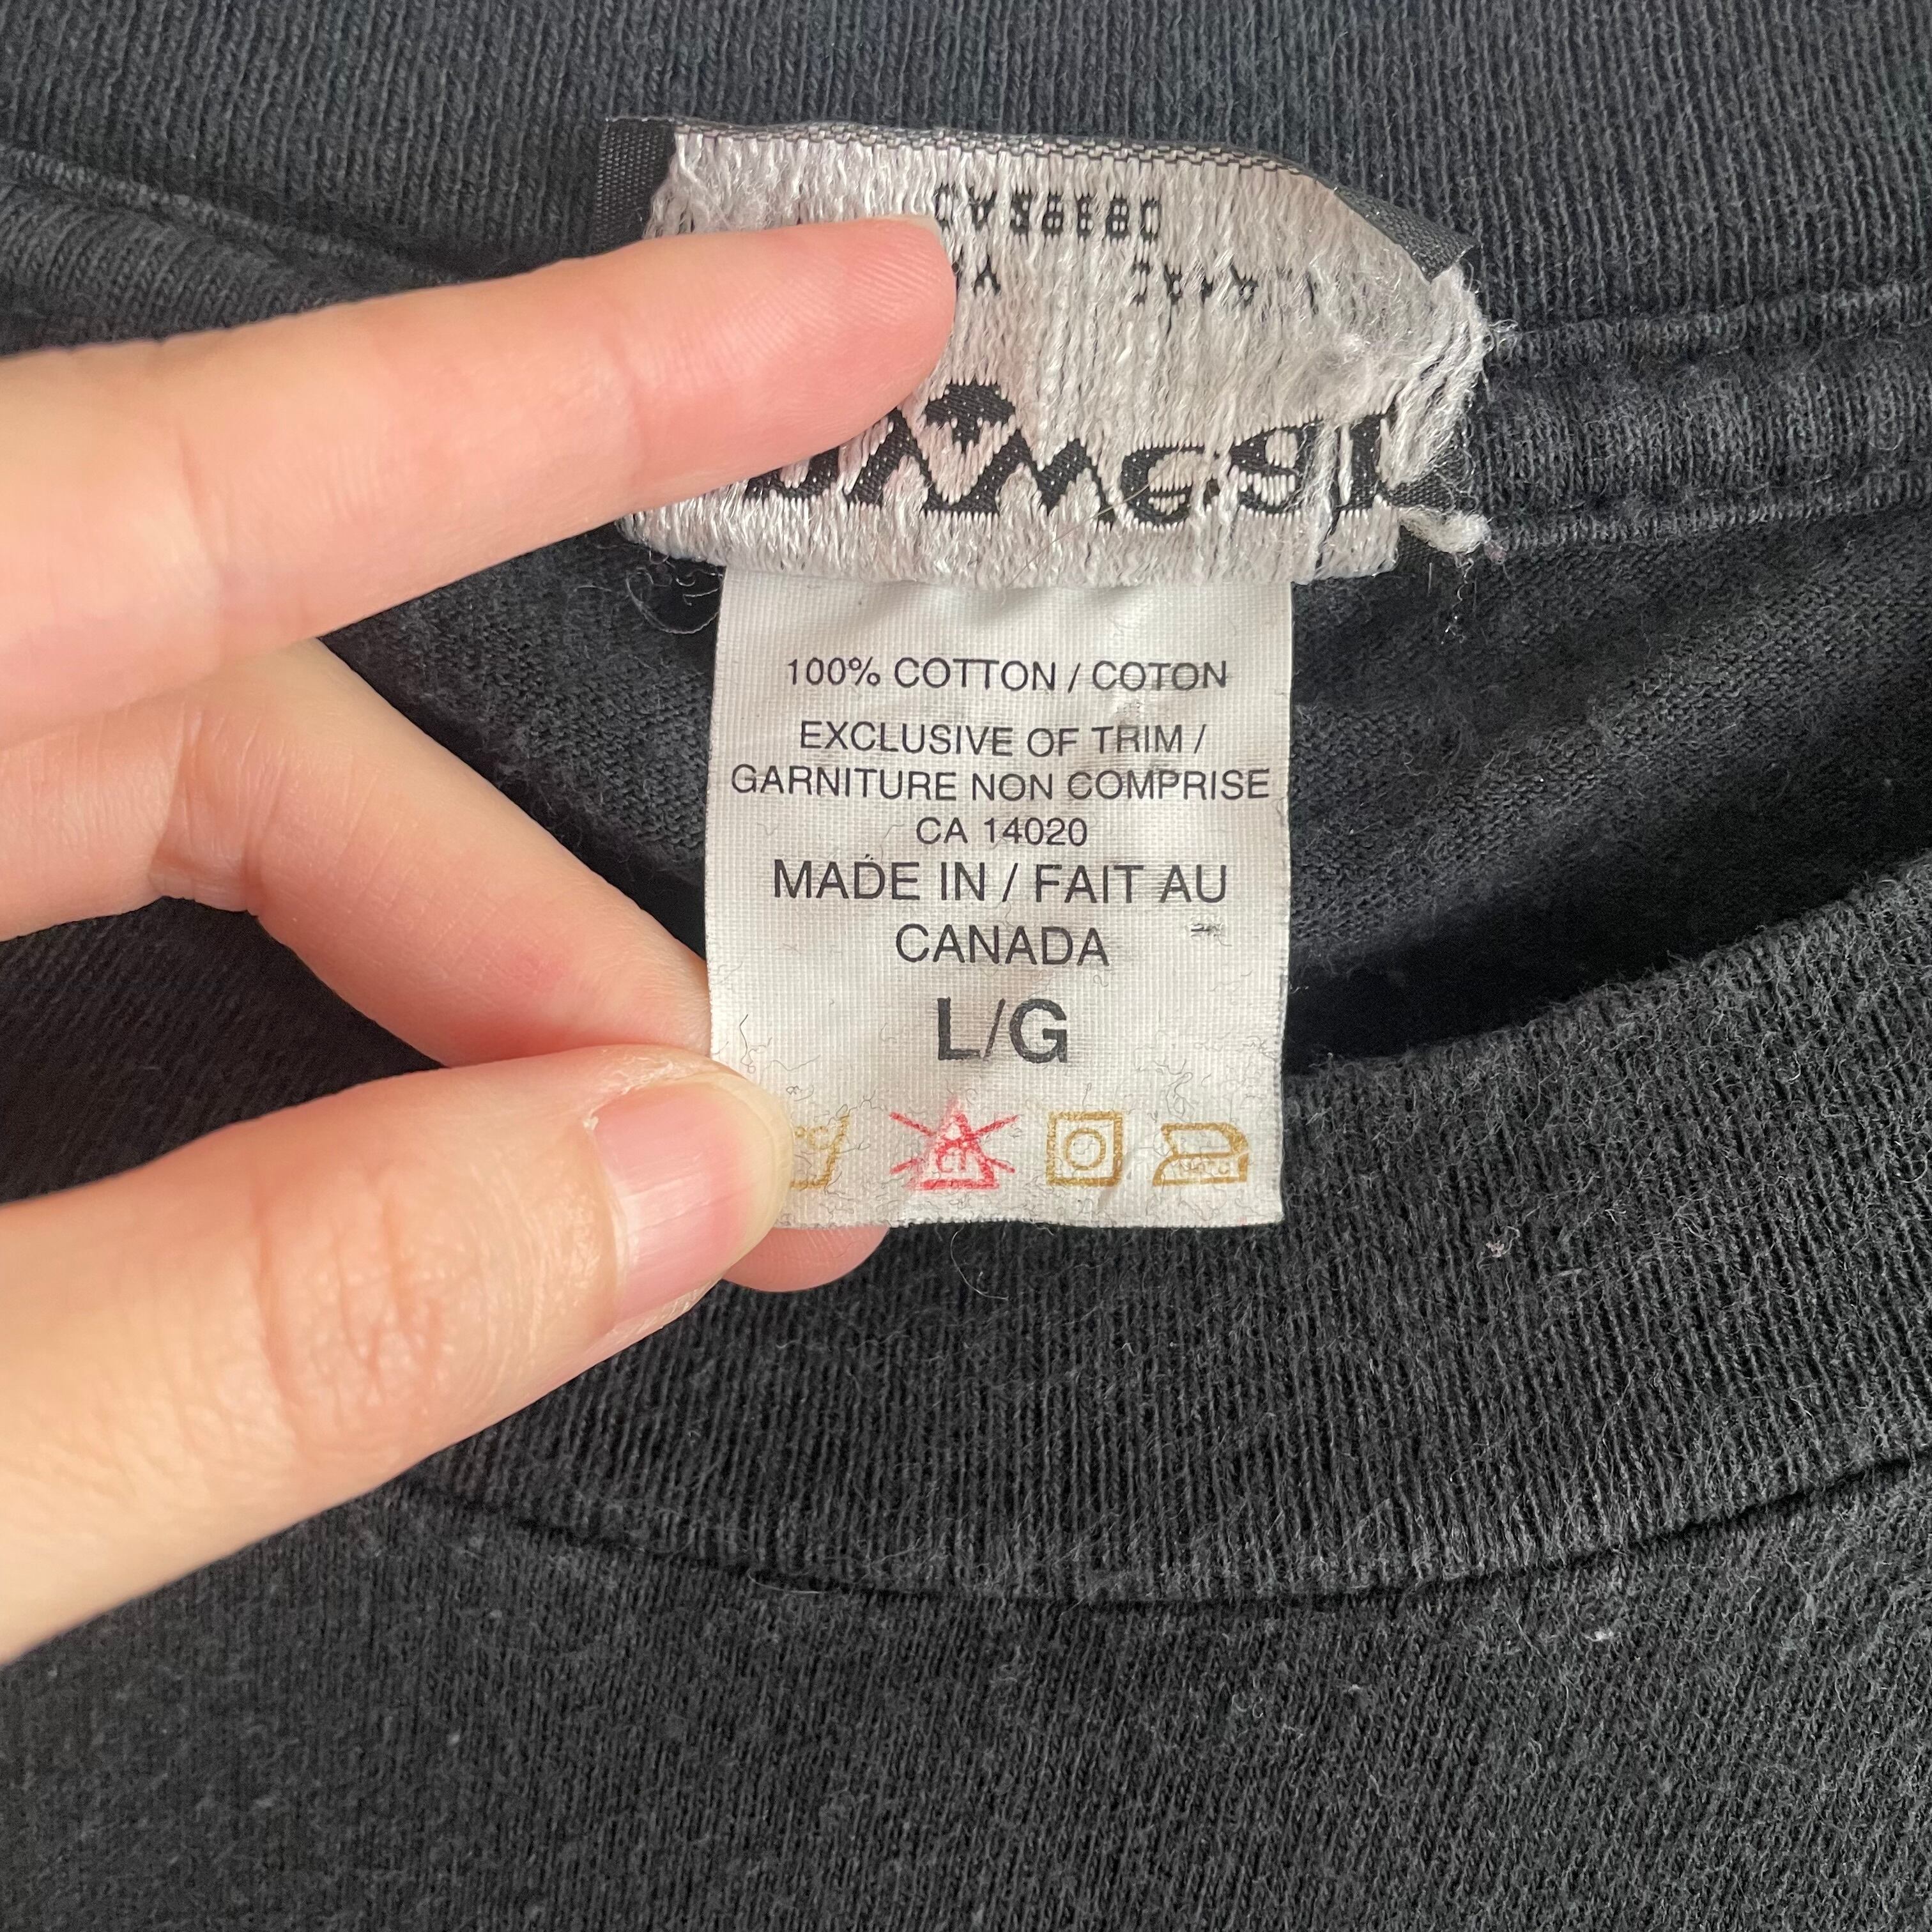 100% COTTON / COTON
EXCLUSIVE OF TRIM /
GARNITURE NON COMPRISE
CA 14020
MADE IN / FAIT AU
CANADA
L/G